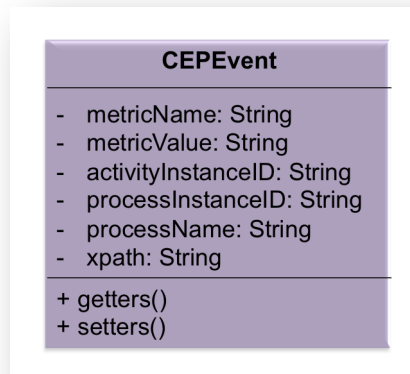 CEPEvent
- metricName: String
- metricValue: String
- activityInstanceID: String
- processInstanceID: String
- processName: String
- xpath: String
+ getters()
+ setters()